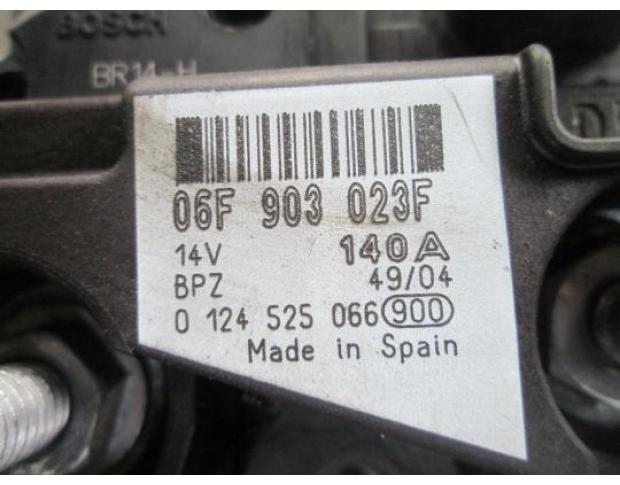 BOSCH
BR14-H
06F 903 023F
14V 140A
BPZ 49/04
0 124 525 066 900
Made in Spain